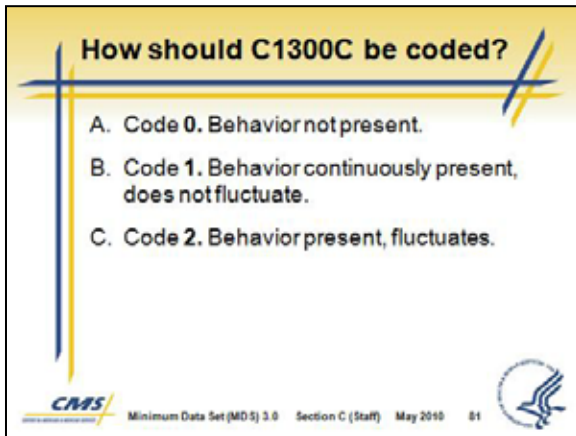 How should C1300C be coded?
A. Code 0. Behavior not present.
B. Code 1. Behavior continuously present,
does not fluctuate.
C. Code 2. Behavior present, fluctuates.
CMS
Minimum Data Set (MDS) 3.0 Section C (Staff) May 2010 81